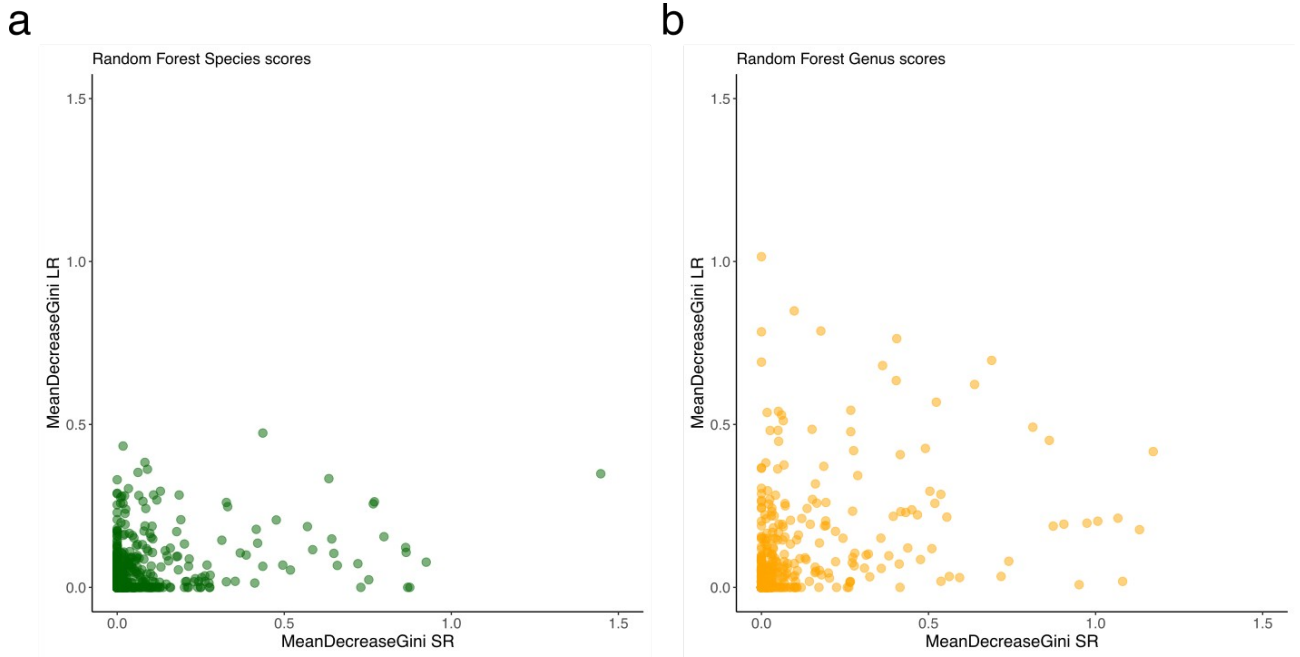 a
Random Forest Species scores
1.5
1.0
0.5
0.0
MeanDecreaseGini LR
0.0 0.5 1.0 1.5
MeanDecreaseGini SR
b
Random Forest Genus scores
1.5
1.0
0.5
0.0
MeanDecreaseGini LR
0.0 0.5 1.0 1.5
MeanDecreaseGini SR